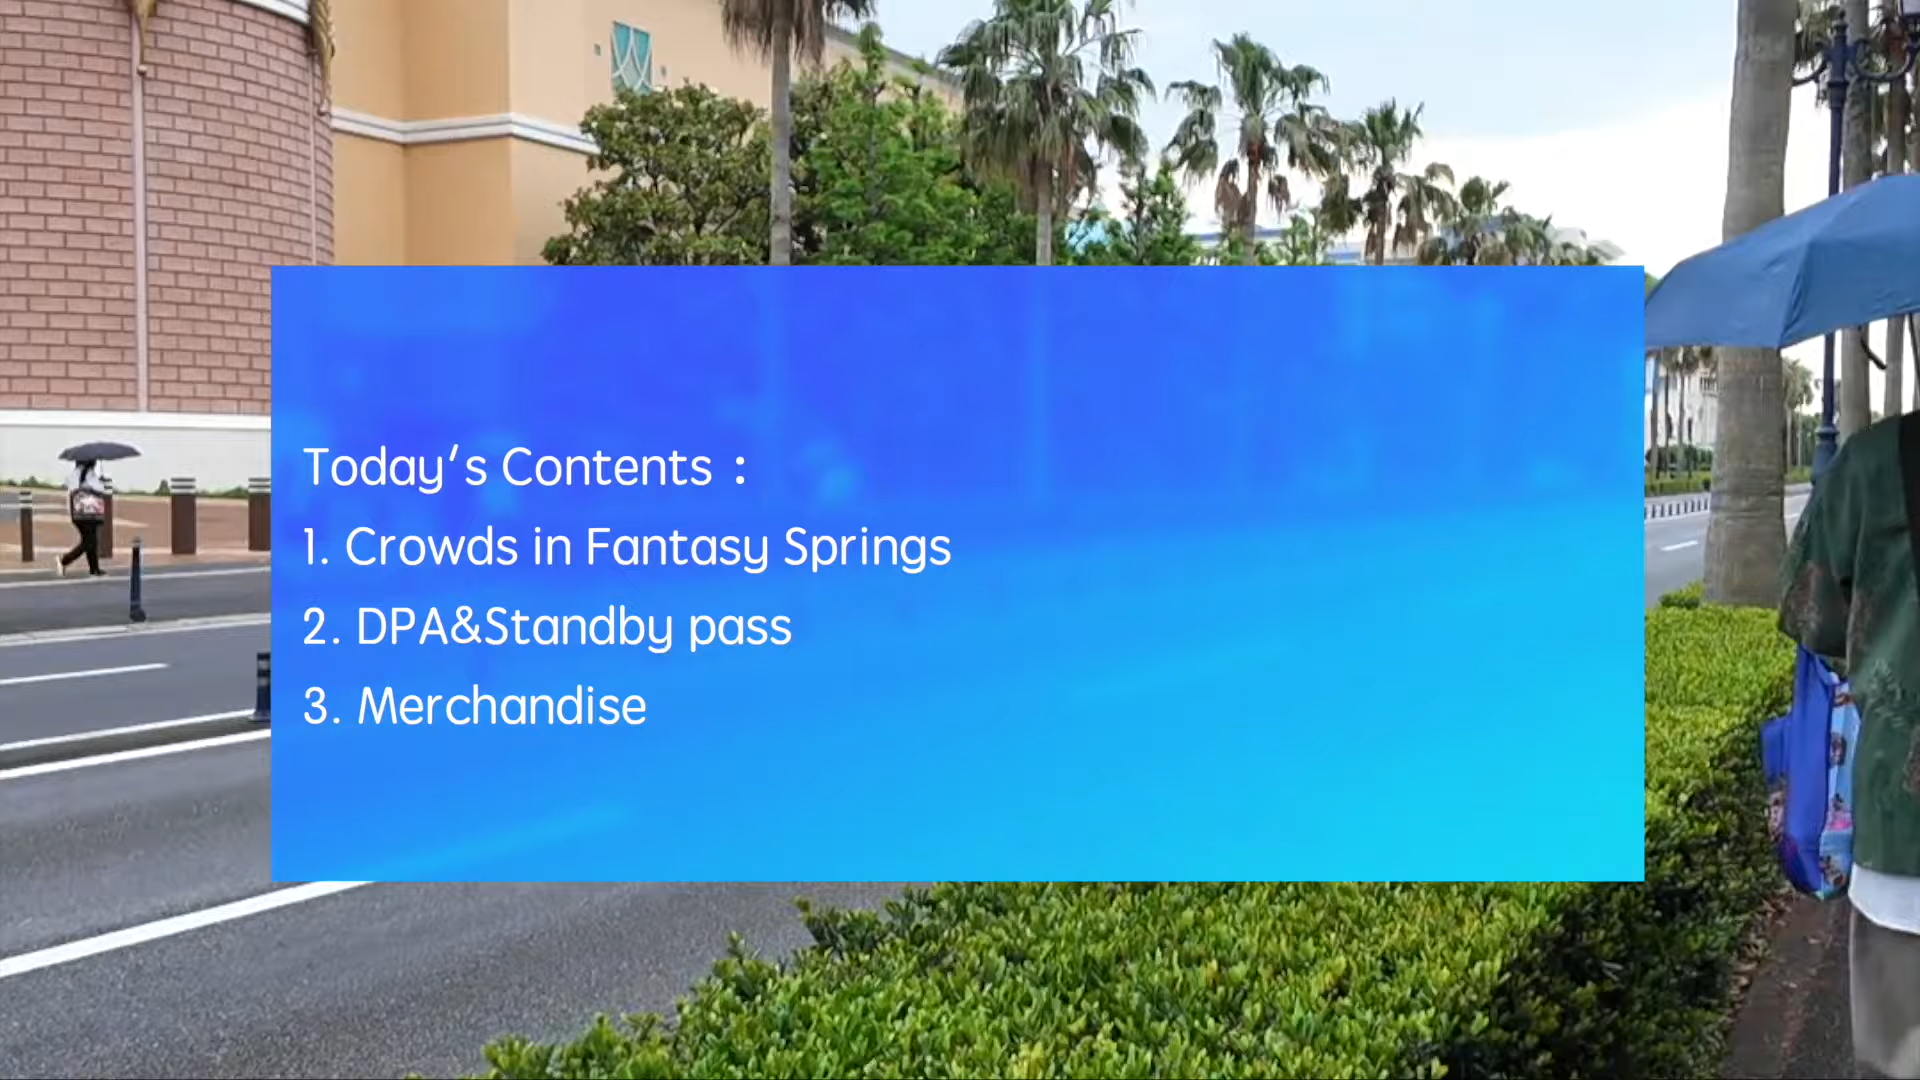 Today's Contents：
1. Crowds in Fantasy Springs
2. DPA&Standby pass
3. Merchandise